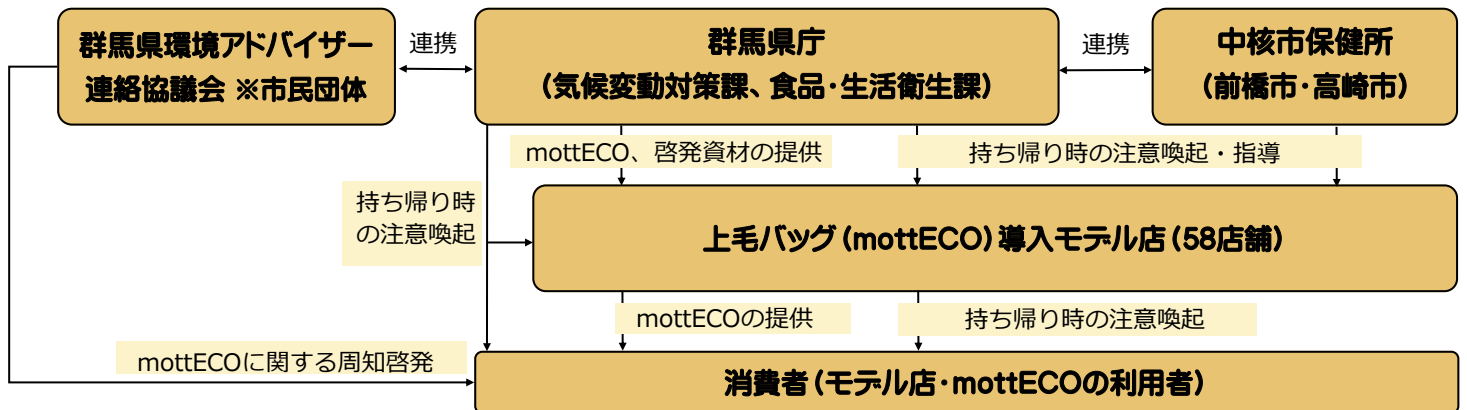 群馬県環境アドバイザー
連絡協議会 ※市民団体
連携
群馬県庁
(気候変動対策課、食品・生活衛生課)
連携
中核市保健所
(前橋市・高崎市)
mottECO、啓発資材の提供
持ち帰り時の注意喚起・指導
持ち帰り時
の注意喚起
上毛バッグ(mottECO)導入モデル店(58店舗)
mottECOの提供
持ち帰り時の注意喚起
mottECOに関する周知啓発
消費者(モデル店・mottECOの利用者)